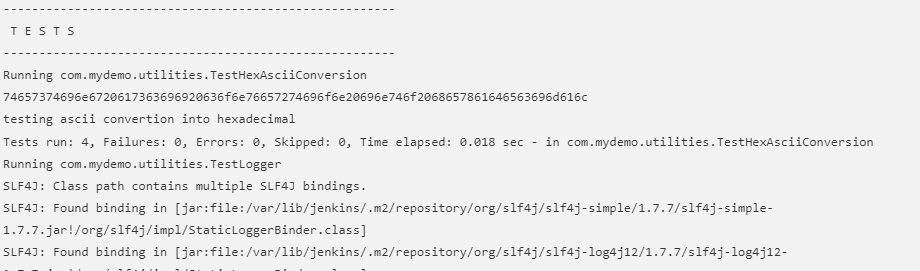 -------------------------------------------------------
T E S T S
-------------------------------------------------------
Running com.mydemo.utilities.TestHexAsciiConversion
74657374696e6720617363696920636f6e76657274696f6e20696e746f2068657861646563696d616c
testing ascii convertion into hexadecimal
Tests run: 4, Failures: 0, Errors: 0, Skipped: 0, Time elapsed: 0.018 sec - in com.mydemo.utilities.TestHexAsciiConversion
Running com.mydemo.utilities.TestLogger
SLF4J: Class path contains multiple SLF4J bindings.
SLF4J: Found binding in [jar:file:/var/lib/jenkins/.m2/repository/org/slf4j/slf4j-simple/1.7.7/slf4j-simple-
1.7.7.jar!/org/slf4j/impl/StaticLoggerBinder.class]
SLF4J: Found binding in [jar:file:/var/lib/jenkins/.m2/repository/org/slf4j/slf4j-log4j12/1.7.7/slf4j-log4j12-